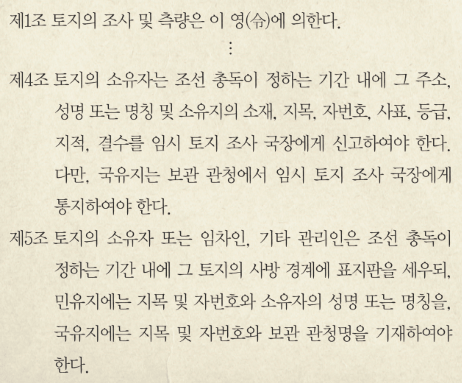 제1조 토지의 조사 및 측량은 이 영(令)에 의한다.
⋮
제4조 토지의 소유자는 조선 총독이 정하는 기간 내에 그 주소,
성명 또는 명칭 및 소유지의 소재, 지목, 자번호, 사표, 등급,
지적, 결수를 임시 토지 조사 국장에게 신고하여야 한다.
다만, 국유지는 보관 관청에서 임시 토지 조사 국장에게
통지하여야 한다.
제5조 토지의 소유자 또는 임차인, 기타 관리인은 조선 총독이
정하는 기간 내에 그 토지의 사방 경계에 표지판을 세우되,
민유지에는 지목 및 자번호와 소유자의 성명 또는 명칭을,
국유지에는 지목 및 자번호와 보관 관청명을 기재하여야
한다.